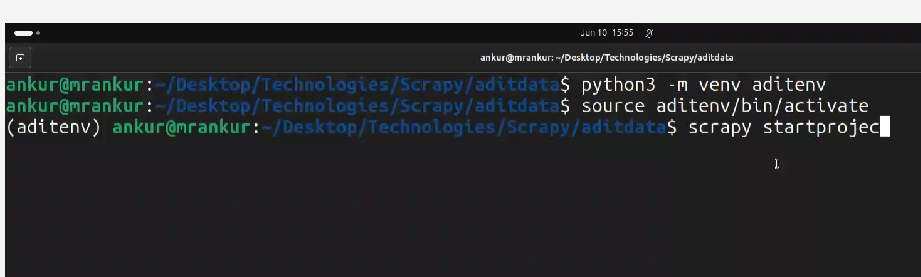 Jun 10 15:55
ankur@mrankur: ~/Desktop/Technologies/Scrapy/aditdata
ankur@mrankur:~/Desktop/Technologies/Scrapy/aditdata$ python3 -m venv aditenv
ankur@mrankur:~/Desktop/Technologies/Scrapy/aditdata$ source aditenv/bin/activate
(aditenv) ankur@mrankur:~/Desktop/Technologies/Scrapy/aditdata$ scrapy startprojec